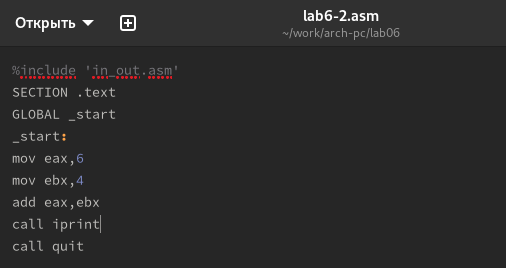 Открыть
lab6-2.asm
~/work/arch-pc/lab06
%include 'in_out.asm'
SECTION .text
GLOBAL _start
_start:
mov eax,6
mov ebx,4
add eax,ebx
call iprint
call quit